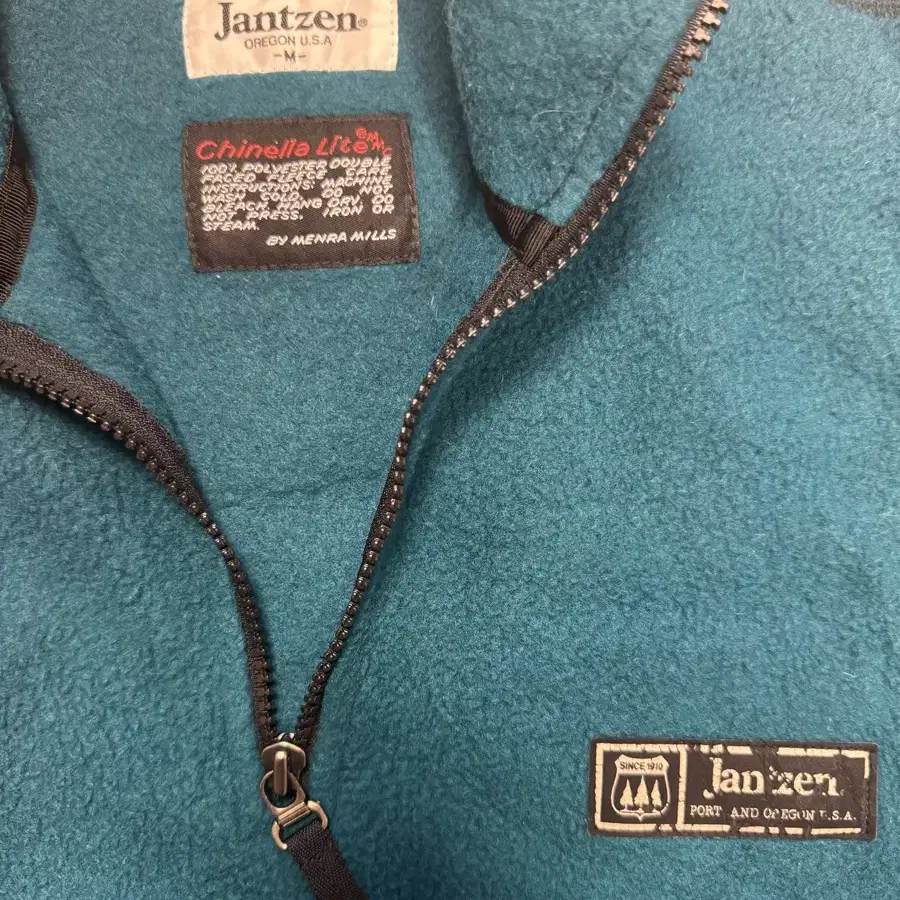 Jantzen®
OREGON U.S.A
-M-
Chinella Lite®
100% POLYESTER DOUBLE
FACED FLEECE CARE
INSTRUCTIONS: MACHINE
WASH COLD. DO NOT
BLEACH. HANG DRY. DO
NOT PRESS. IRON OR
STEAM.
BY MENRA MILLS
SINCE 1910
Jantzen
PORTLAND OREGON U.S.A.